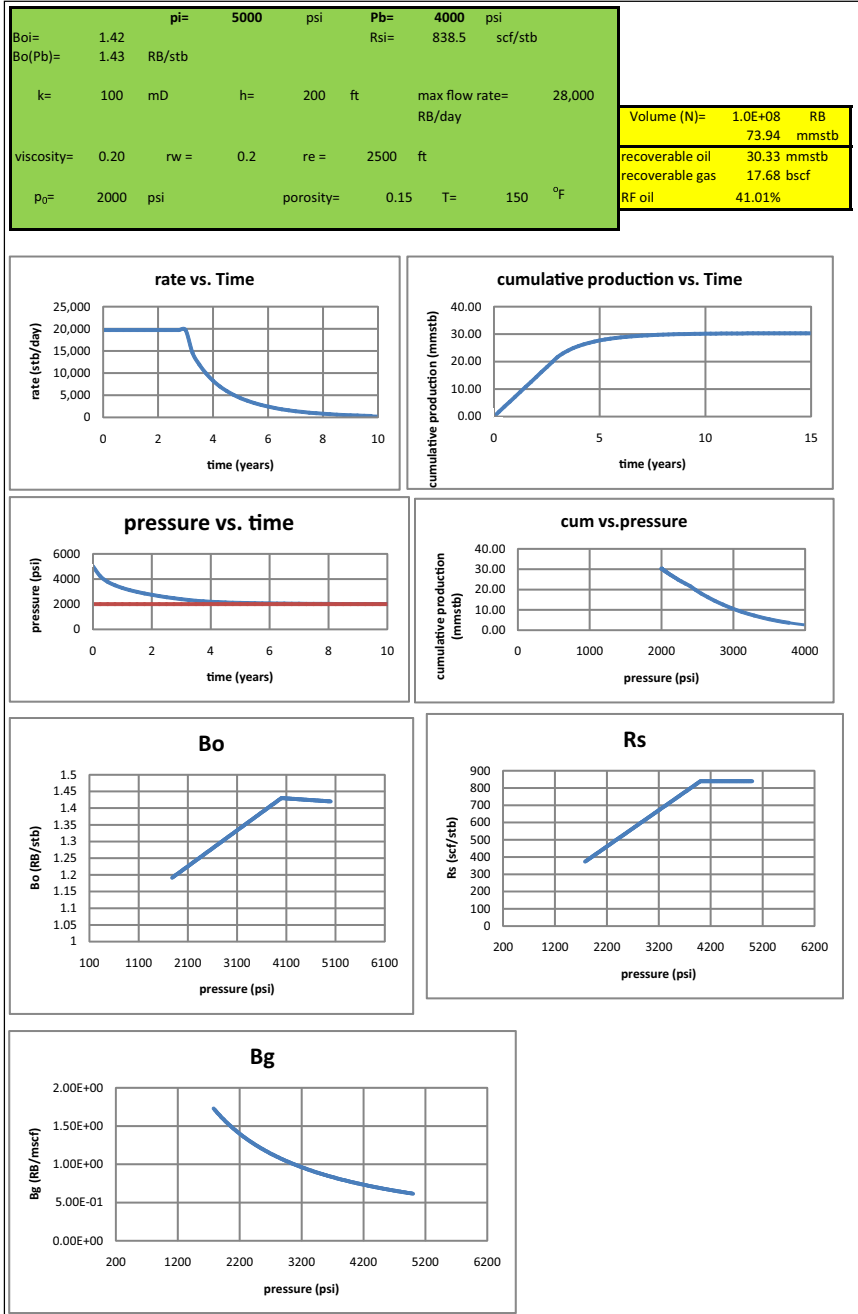 pi= 5000 psi Pb= 4000 psi
Boi= 1.42 Rsi= 838.5 scf/stb
Bo(Pb)= 1.43 RB/stb
k= 100 mD h= 200 ft max flow rate= 28,000
RB/day
Volume (N)= 1.0E+08 RB
73.94 mmstb
viscosity= 0.20 rw = 0.2 re = 2500 ft
recoverable oil 30.33 mmstb
recoverable gas 17.68 bscf
p0= 2000 psi porosity= 0.15 T= 150 °F
RF oil 41.01%
rate vs. Time
rate (stb/day)
25,000
20,000
15,000
10,000
5,000
0
0 2 4 6 8 10
time (years)
cumulative production vs. Time
cumulative production (mmstb)
40.00
30.00
20.00
10.00
0.00
0 5 10 15
time (years)
pressure vs. time
pressure (psi)
6000
4000
2000
0
0 2 4 6 8 10
time (years)
cum vs.pressure
cumulative production
(mmstb)
40.00
30.00
20.00
10.00
0.00
0 1000 2000 3000 4000
pressure (psi)
Bo
Bo (RB/stb)
1.5
1.45
1.4
1.35
1.3
1.25
1.2
1.15
1.1
1.05
1
100 1100 2100 3100 4100 5100 6100
pressure (psi)
Rs
Rs (scf/stb)
900
800
700
600
500
400
300
200
100
0
200 1200 2200 3200 4200 5200 6200
pressure (psi)
Bg
Bg (RB/mscf)
2.00E+00
1.50E+00
1.00E+00
5.00E-01
0.00E+00
200 1200 2200 3200 4200 5200 6200
pressure (psi)